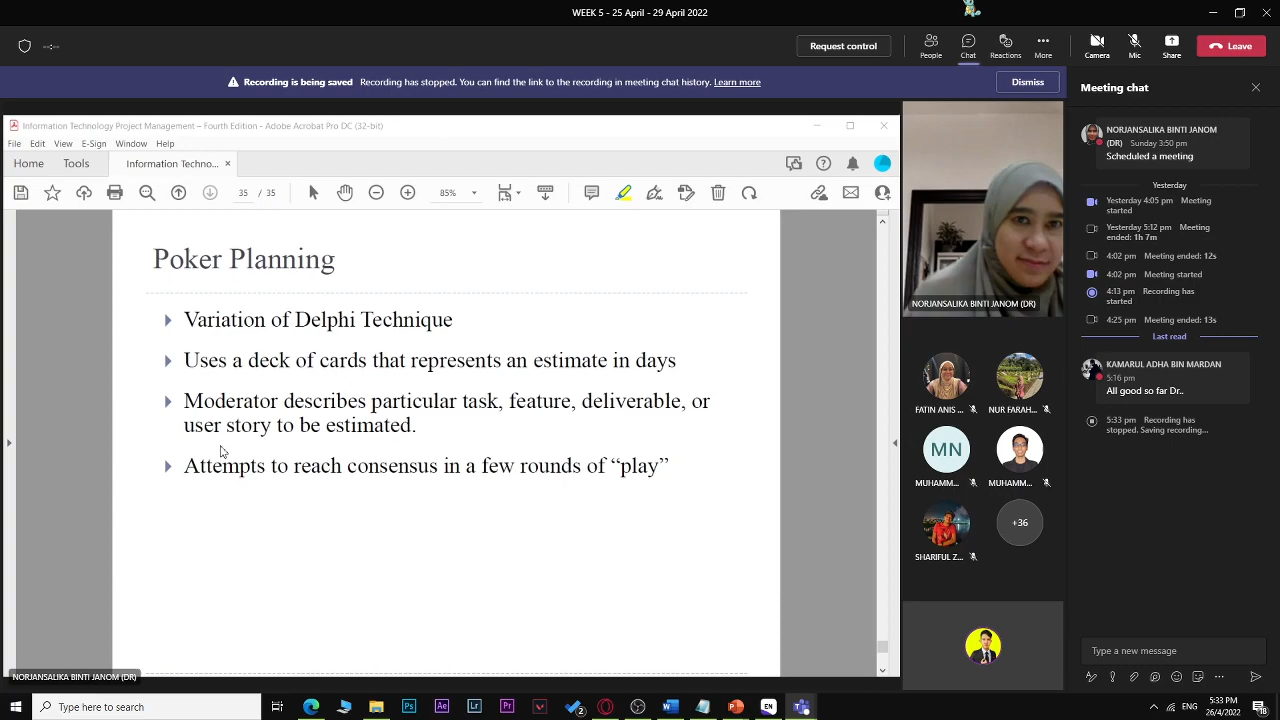 WEEK 5 - 25 April - 29 April 2022
--:--
Request control
People
Chat
Reactions
More
Camera
Mic
Share
Leave
Recording is being saved Recording has stopped. You can find the link to the recording in meeting chat history. Learn more
Dismiss
Meeting chat
Information Technology Project Management – Fourth Edition - Adobe Acrobat Pro DC (32-bit)
File Edit View E-Sign Window Help
Home Tools Information Techno...
35 / 35
85%
Poker Planning
Variation of Delphi Technique
Uses a deck of cards that represents an estimate in days
Moderator describes particular task, feature, deliverable, or
user story to be estimated.
Attempts to reach consensus in a few rounds of “play”
NORJANSALIKA BINTI JANOM (DR)
NORJANSALIKA BINTI JANOM (DR)
FATIN ANIS ...
NUR FARAH...
MN
MUHAMM...
MUHAMM...
SHARIFUL Z...
+36
NORJANSALIKA BINTI JANOM
(DR) Sunday 3:50 pm
Scheduled a meeting
Yesterday
Yesterday 4:05 pm Meeting
started
Yesterday 5:12 pm Meeting
ended: 1h 7m
4:02 pm Meeting ended: 12s
4:02 pm Meeting started
4:13 pm Recording has
started
4:25 pm Meeting ended: 13s
Last read
KAMARUL ADHA BIN MARDAN
5:16 pm
All good so far Dr..
5:33 pm Recording has
stopped. Saving recording...
Type a new message
Type here to search
Ps
Ae
Lr
Pr
2
EN
5:33 PM
26/4/2022
18